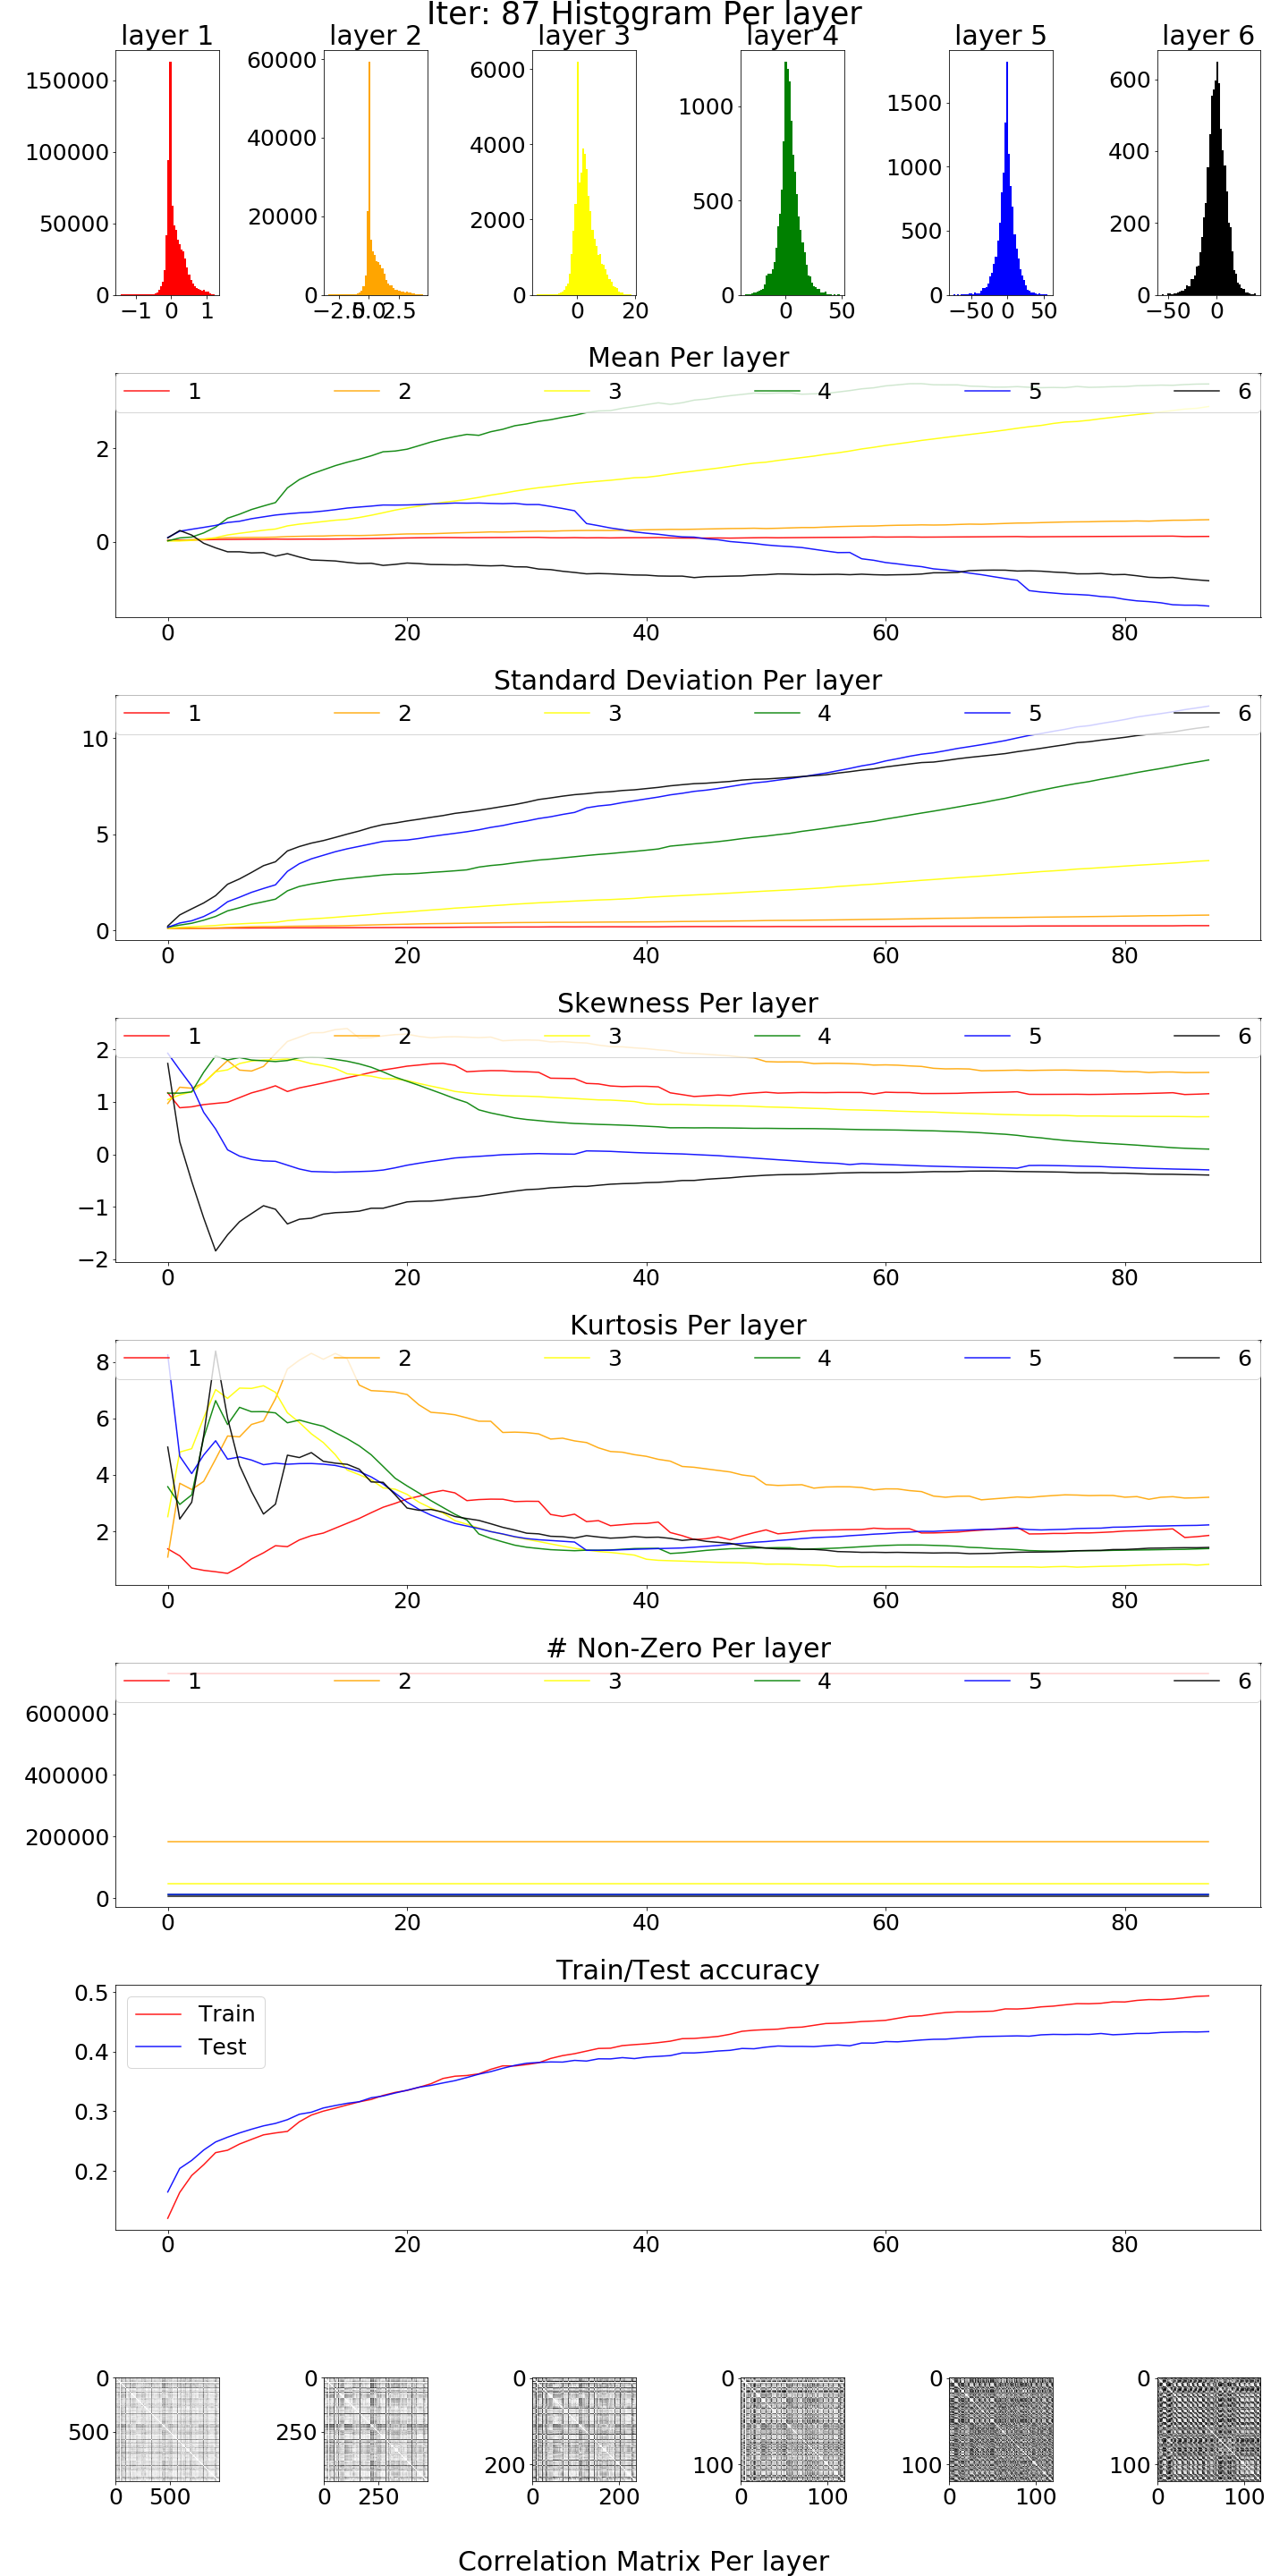 Iter: 87 Histogram Per layer
layer 1 layer 2 layer 3 layer 4 layer 5 layer 6
150000 100000 50000 0
−1 0 1
60000 40000 20000 0
−2.5 0.0 2.5
6000 4000 2000 0
0 20
1000 500 0
0 50
1500 1000 500 0
−50 0 50
600 400 200 0
−50 0
Mean Per layer
1 2 3 4 5 6
2
0
0 20 40 60 80
Standard Deviation Per layer
1 2 3 4 5 6
10
5
0
0 20 40 60 80
Skewness Per layer
1 2 3 4 5 6
2
1
0
−1
−2
0 20 40 60 80
Kurtosis Per layer
1 2 3 4 5 6
8
6
4
2
0 20 40 60 80
# Non-Zero Per layer
1 2 3 4 5 6
600000
400000
200000
0
0 20 40 60 80
Train/Test accuracy
0.5
Train
Test
0.4
0.3
0.2
0 20 40 60 80
0 0 0 0 0 0
500 250 200 100 100 100
0 500 0 250 0 200 0 100 0 100 0 100
Correlation Matrix Per layer